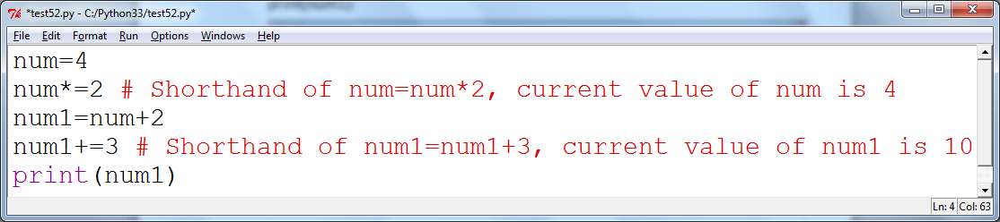 *test52.py - C:/Python33/test52.py*
File Edit Format Run Options Windows Help
num=4
num*=2 # Shorthand of num=num*2, current value of num is 4
num1=num+2
num1+=3 # Shorthand of num1=num1+3, current value of num1 is 10
print(num1)
Ln: 4 Col: 63